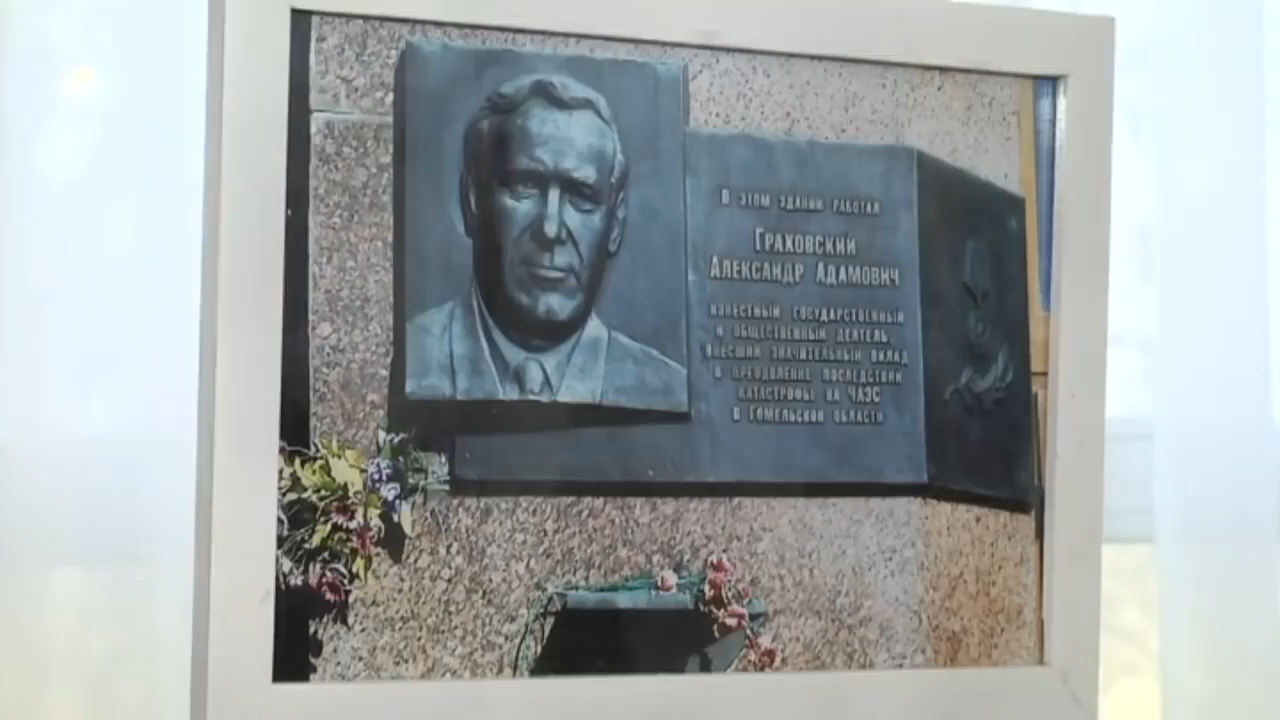 В ЭТОМ ЗДАНИИ РАБОТАЛ
ГРАХОВСКИЙ
АЛЕКСАНДР АДАМОВИЧ
ИЗВЕСТНЫЙ ГОСУДАРСТВЕННЫЙ
И ОБЩЕСТВЕННЫЙ ДЕЯТЕЛЬ,
ВНЕСШИЙ ЗНАЧИТЕЛЬНЫЙ ВКЛАД
В ПРЕОДОЛЕНИЕ ПОСЛЕДСТВИЙ
КАТАСТРОФЫ НА ЧАЭС
В ГОМЕЛЬСКОЙ ОБЛАСТИ